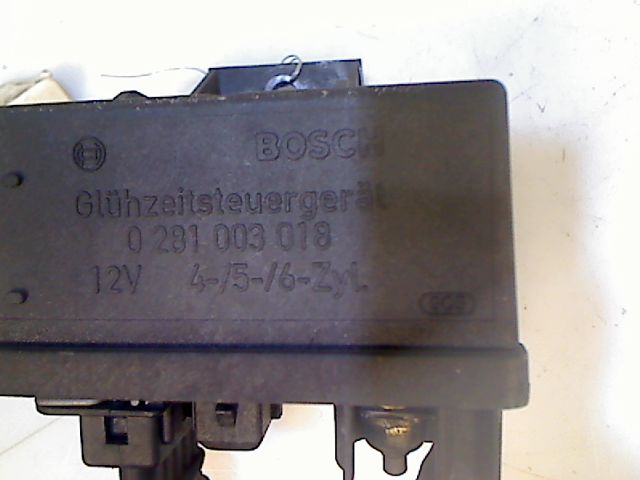 BOSCH
Glühzeitsteuergerät
0 281 003 018
12V 4-/5-/6-Zyl.